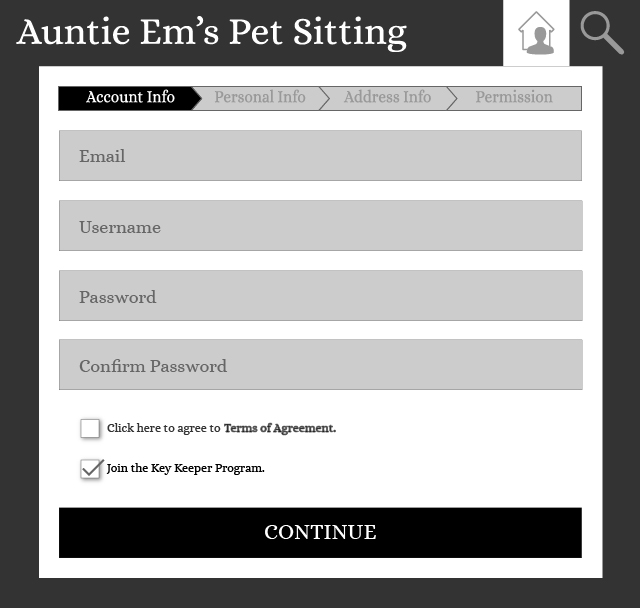 Auntie Em’s Pet Sitting
Account Info Personal Info Address Info Permission
Email
Username
Password
Confirm Password
Click here to agree to Terms of Agreement.
Join the Key Keeper Program.
CONTINUE